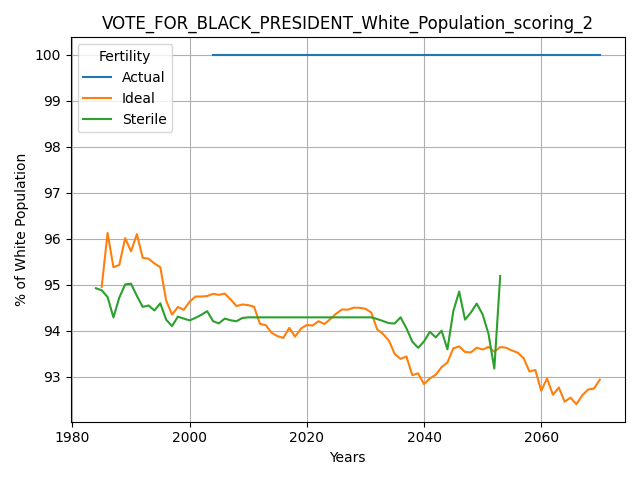 VOTE_FOR_BLACK_PRESIDENT_White_Population_scoring_2
Fertility
Actual
Ideal
Sterile
100
99
98
97
96
95
94
93
% of White Population
1980
2000
2020
2040
2060
Years